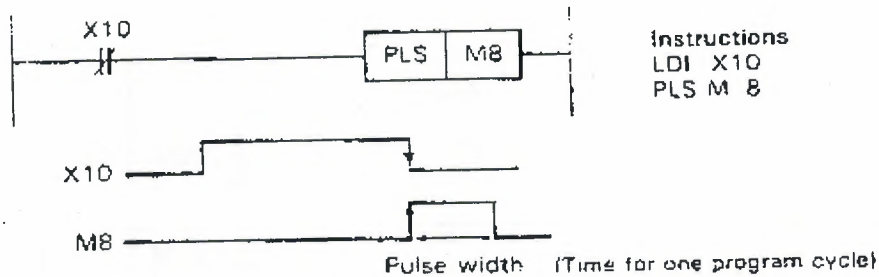 X10
PLS M8
Instructions
LDI X10
PLS M 8
X10
M8
Pulse width (Time for one program cycle)